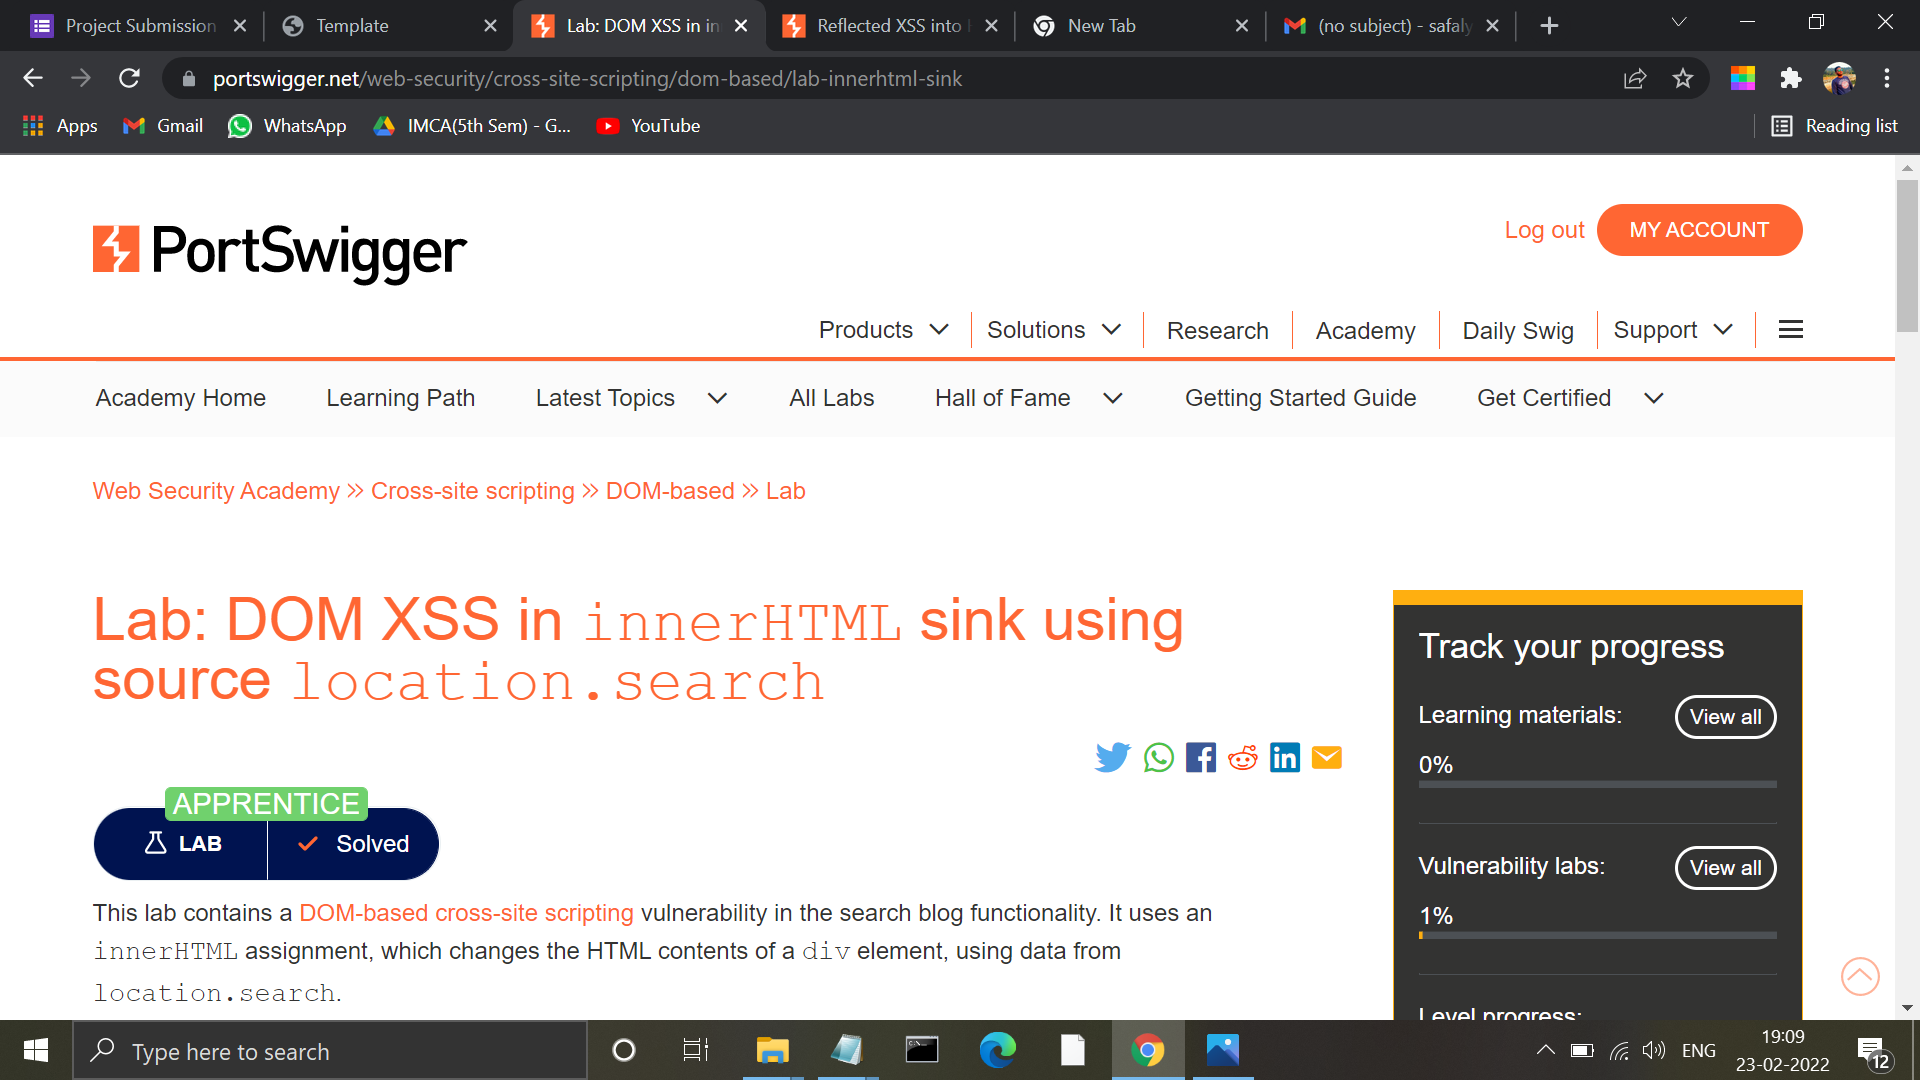 Project Submission
Template
Lab: DOM XSS in in
Reflected XSS into
New Tab
(no subject) - safaly
portswigger.net/web-security/cross-site-scripting/dom-based/lab-innerhtml-sink
Apps
Gmail
WhatsApp
IMCA(5th Sem) - G...
YouTube
Reading list
PortSwigger
Log out
MY ACCOUNT
Products
Solutions
Research
Academy
Daily Swig
Support
Academy Home
Learning Path
Latest Topics
All Labs
Hall of Fame
Getting Started Guide
Get Certified
Web Security Academy » Cross-site scripting » DOM-based » Lab
Lab: DOM XSS in innerHTML sink using
source location.search
APPRENTICE
LAB
Solved
This lab contains a DOM-based cross-site scripting vulnerability in the search blog functionality. It uses an
innerHTML assignment, which changes the HTML contents of a div element, using data from
location.search.
Track your progress
Learning materials:
View all
0%
Vulnerability labs:
View all
1%
Level progress:
Type here to search
ENG
19:09
23-02-2022
12